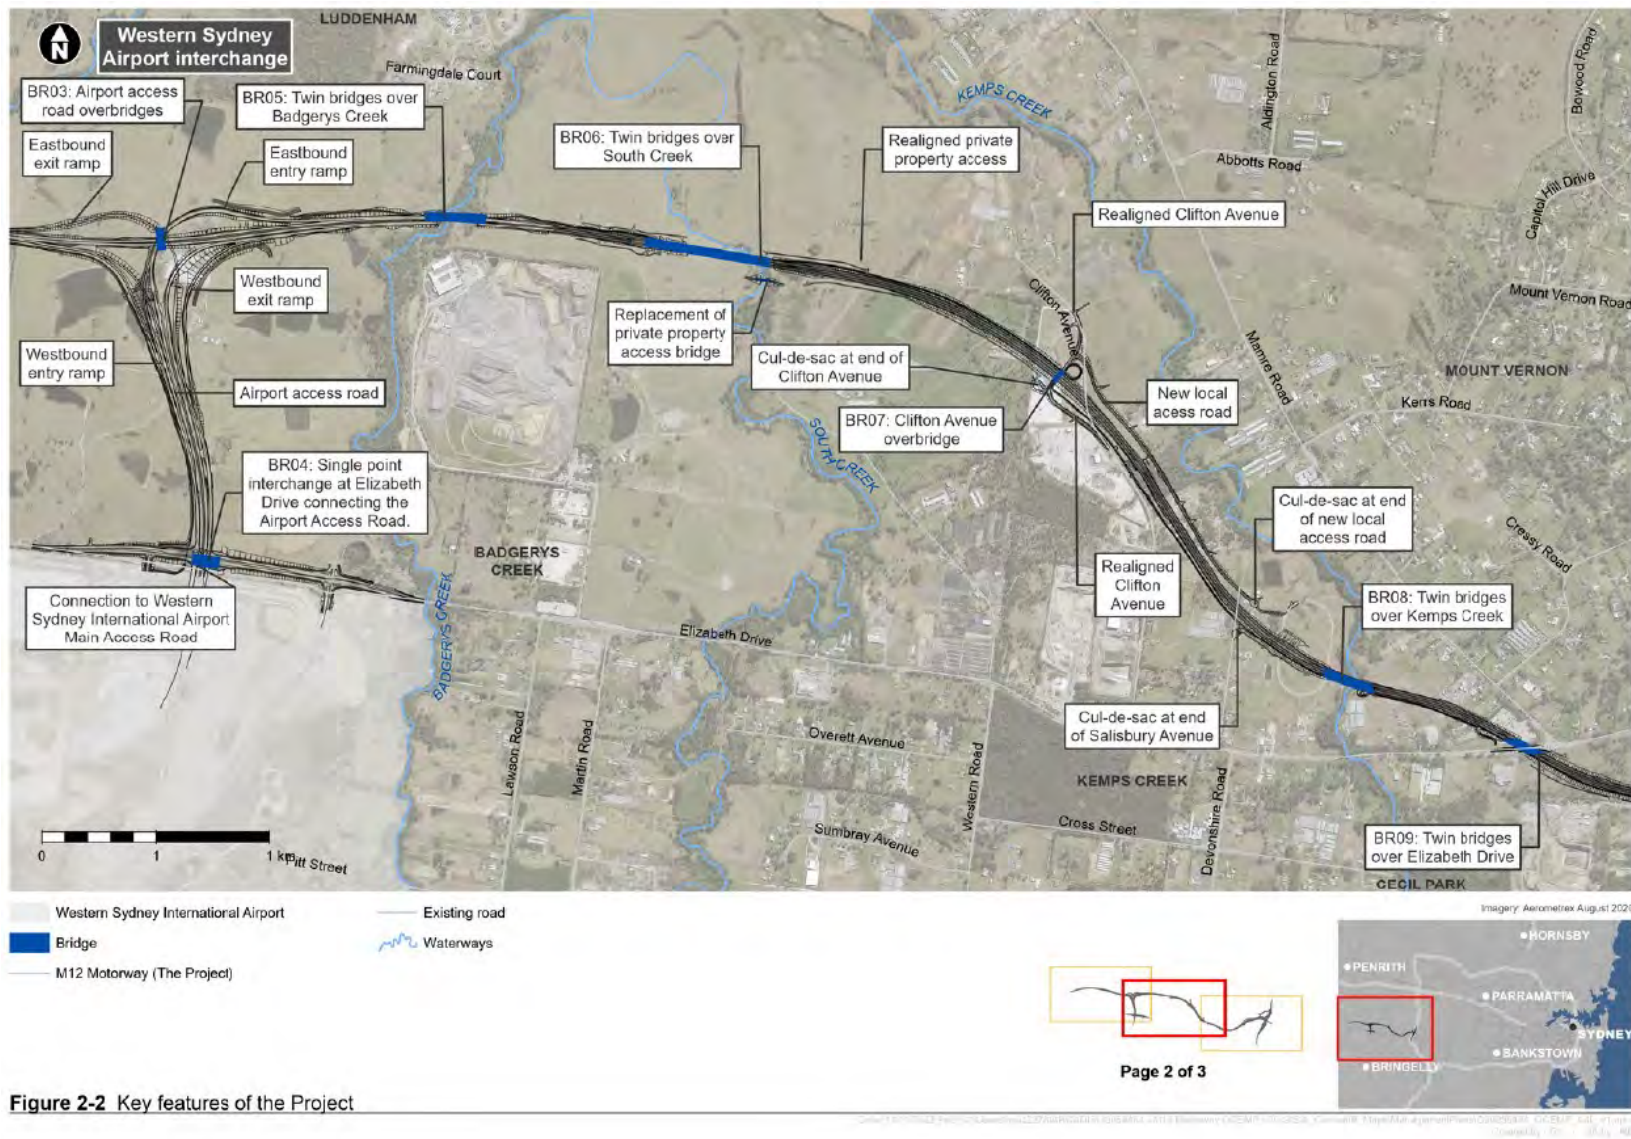 LUDDENHAM
N
Western Sydney
Airport interchange
Farmingdale Court
BR03: Airport access
road overbridges
BR05: Twin bridges over
Badgerys Creek
Eastbound
exit ramp
Eastbound
entry ramp
BR06: Twin bridges over
South Creek
Realigned private
property access
KEMPS CREEK
Aldington Road
Bowood Road
Abbotts Road
Capitol Hill Drive
Realigned Clifton Avenue
Westbound
exit ramp
Clifton Avenue
Mount Vernon Road
Replacement of
private property
access bridge
Westbound
entry ramp
Cul-de-sac at end of
Clifton Avenue
Mamre Road
MOUNT VERNON
Airport access road
New local
acess road
Kerrs Road
BR07: Clifton Avenue
overbridge
SOUTH CREEK
BR04: Single point
interchange at Elizabeth
Drive connecting the
Airport Access Road.
Cul-de-sac at end
of new local
access road
Cressy Road
BADGERYS
CREEK
Realigned
Clifton
Avenue
BADGERYS CREEK
Connection to Western
Sydney International Airport
Main Access Road
BR08: Twin bridges
over Kemps Creek
Elizabeth Drive
Cul-de-sac at end
of Salisbury Avenue
Lawson Road
Martin Road
Overett Avenue
Western Road
KEMPS CREEK
Devonshire Road
Cross Street
Sumbray Avenue
BR09: Twin bridges
over Elizabeth Drive
0 1 1 km
Pitt Street
CECIL PARK
Western Sydney International Airport
Existing road
Bridge
Waterways
M12 Motorway (The Project)
Imagery: Aerometrex August 2020
HORNSBY
PENRITH
PARRAMATTA
SYDNEY
BANKSTOWN
BRINGELLY
Page 2 of 3
Figure 2-2 Key features of the Project